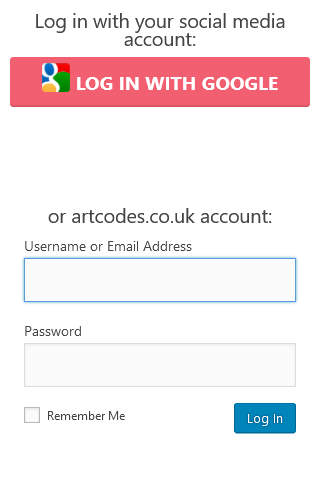 Log in with your social media
account:
LOG IN WITH GOOGLE
or artcodes.co.uk account:
Username or Email Address
Password
Remember Me
Log In